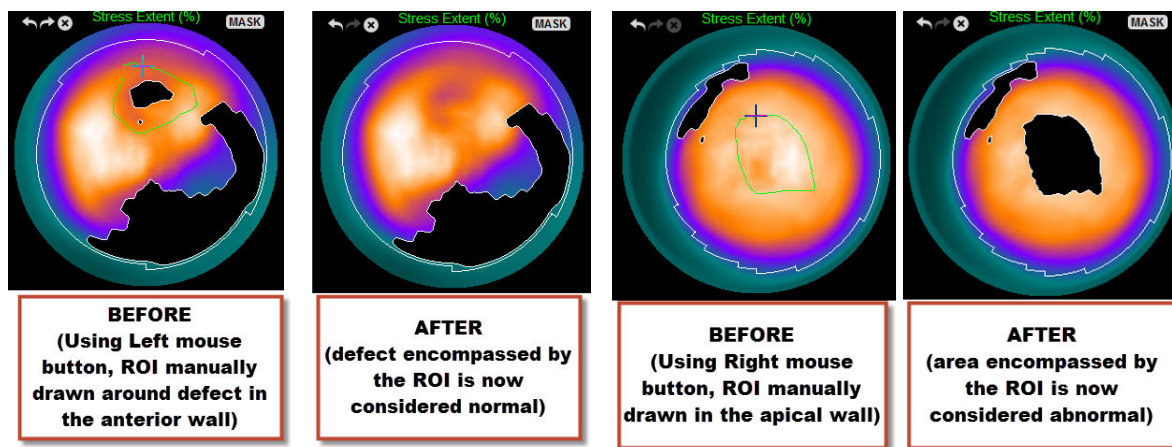 Stress Extent (%)
MASK
Stress Extent (%)
MASK
Stress Extent (%)
MASK
Stress Extent (%)
MASK
BEFORE
(Using Left mouse
button, ROI manually
drawn around defect in
the anterior wall)
AFTER
(defect encompassed by
the ROI is now
considered normal)
BEFORE
(Using Right mouse
button, ROI manually
drawn in the apical wall)
AFTER
(area encompassed by
the ROI is now
considered abnormal)